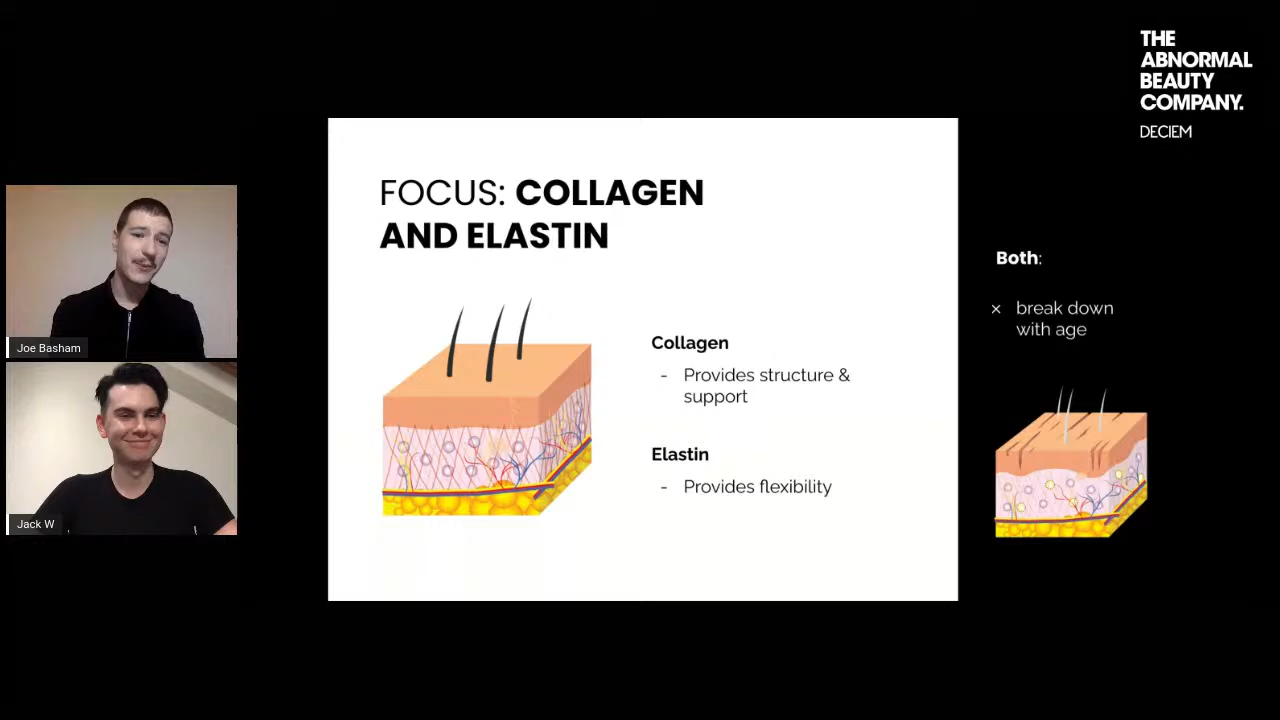 THE
ABNORMAL
BEAUTY
COMPANY.
DECIEM
FOCUS: COLLAGEN
AND ELASTIN
Collagen
- Provides structure &
support
Elastin
- Provides flexibility
Both:
× break down
with age
Joe Basham
Jack W